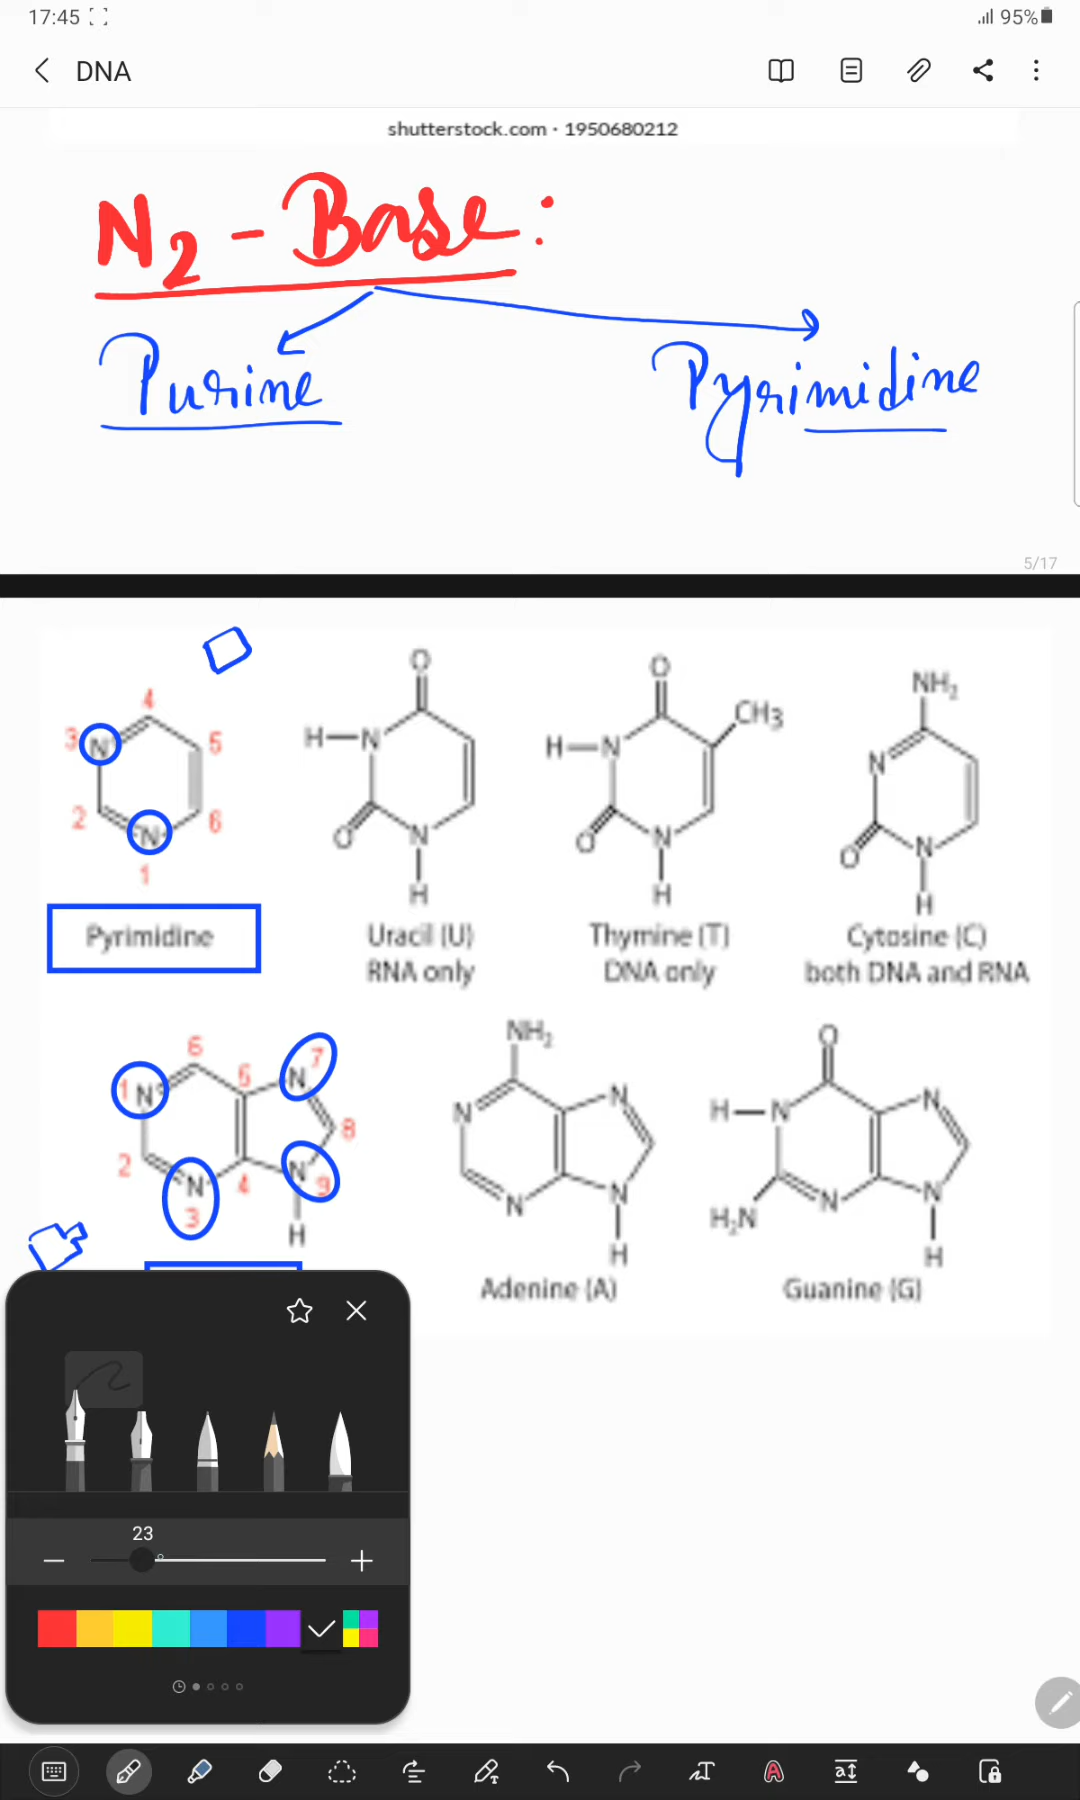 17:45 95%
DNA
shutterstock.com · 1950680212
N2 - Base :
Purine Pyrimidine
5/17
4 O O NH2
3 N 5 H—N H—N CH3 N
2 N 6 O N O N O N
1 H H H
Pyrimidine Uracil (U) Thymine (T) Cytosine (C)
RNA only DNA only both DNA and RNA
6 7 NH2 O
1 N 5 N N N H—N N
2 8
N 4 N 9 N N H2N N N
3 H H H
Adenine (A) Guanine (G)
23